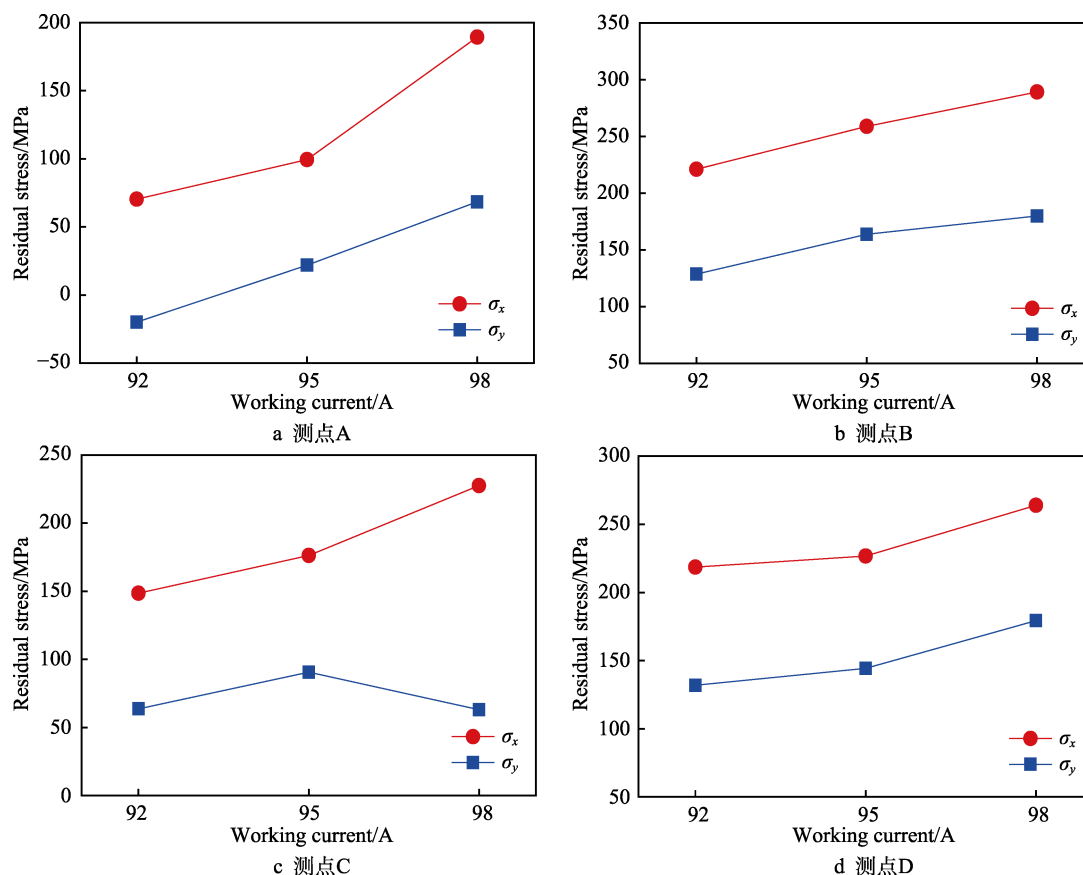 200
150
100
50
0
−50
Residual stress/MPa
σx
σy
92 95 98
Working current/A
a 测点A
350
300
250
200
150
100
50
Residual stress/MPa
σx
σy
92 95 98
Working current/A
b 测点B
250
200
150
100
50
0
Residual stress/MPa
σx
σy
92 95 98
Working current/A
c 测点C
300
250
200
150
100
50
Residual stress/MPa
σx
σy
92 95 98
Working current/A
d 测点D